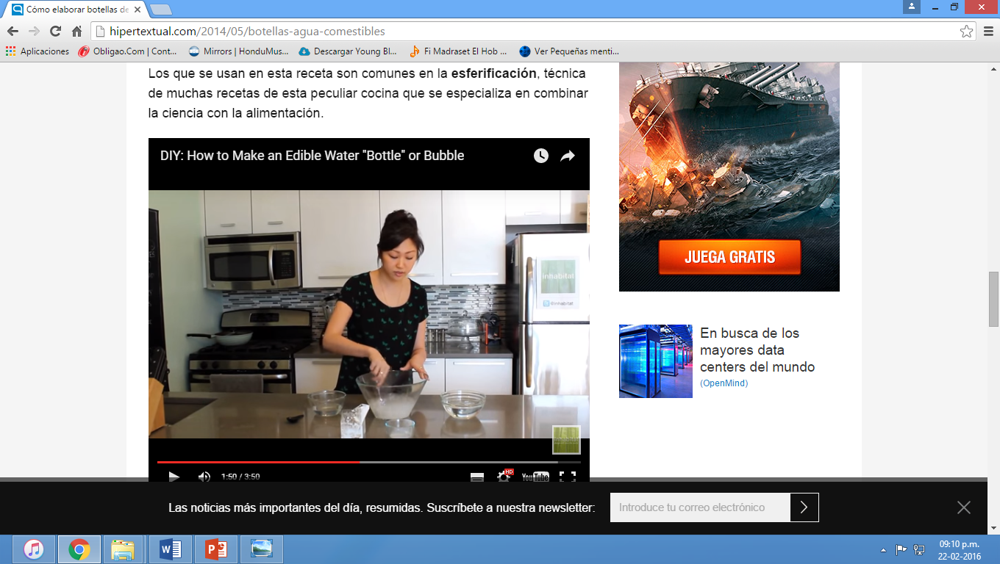 Cómo elaborar botellas de
hipertextual.com/2014/05/botellas-agua-comestibles
Aplicaciones
Obligao.Com | Cont...
Mirrors | HonduMus...
Descargar Young Bl...
Fi Madraset El Hob ...
Ver Pequeñas menti...
Los que se usan en esta receta son comunes en la esferificación, técnica
de muchas recetas de esta peculiar cocina que se especializa en combinar
la ciencia con la alimentación.
DIY: How to Make an Edible Water "Bottle" or Bubble
inhabitat
@inhabitat
inhabitat
1:50 / 3:50
HD
YouTube
JUEGA GRATIS
En busca de los
mayores data
centers del mundo
(OpenMind)
Las noticias más importantes del día, resumidas. Suscríbete a nuestra newsletter:
Introduce tu correo electrónico
09:10 p.m.
22-02-2016